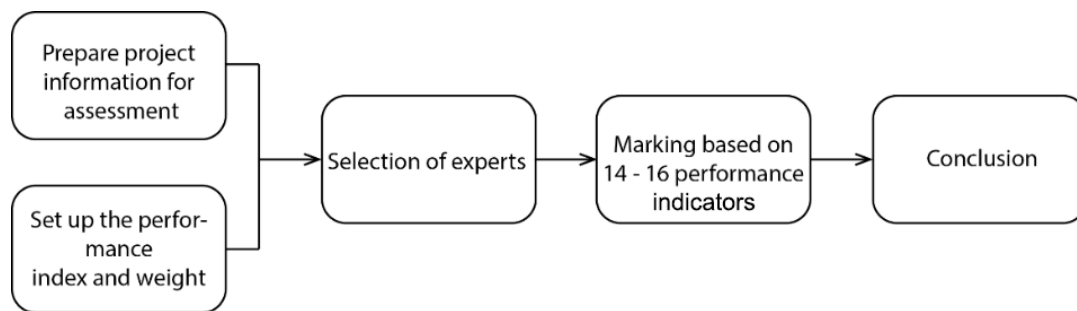 Prepare project
information for
assessment
Set up the perfor-
mance
index and weight
Selection of experts
Marking based on
14 - 16 performance
indicators
Conclusion